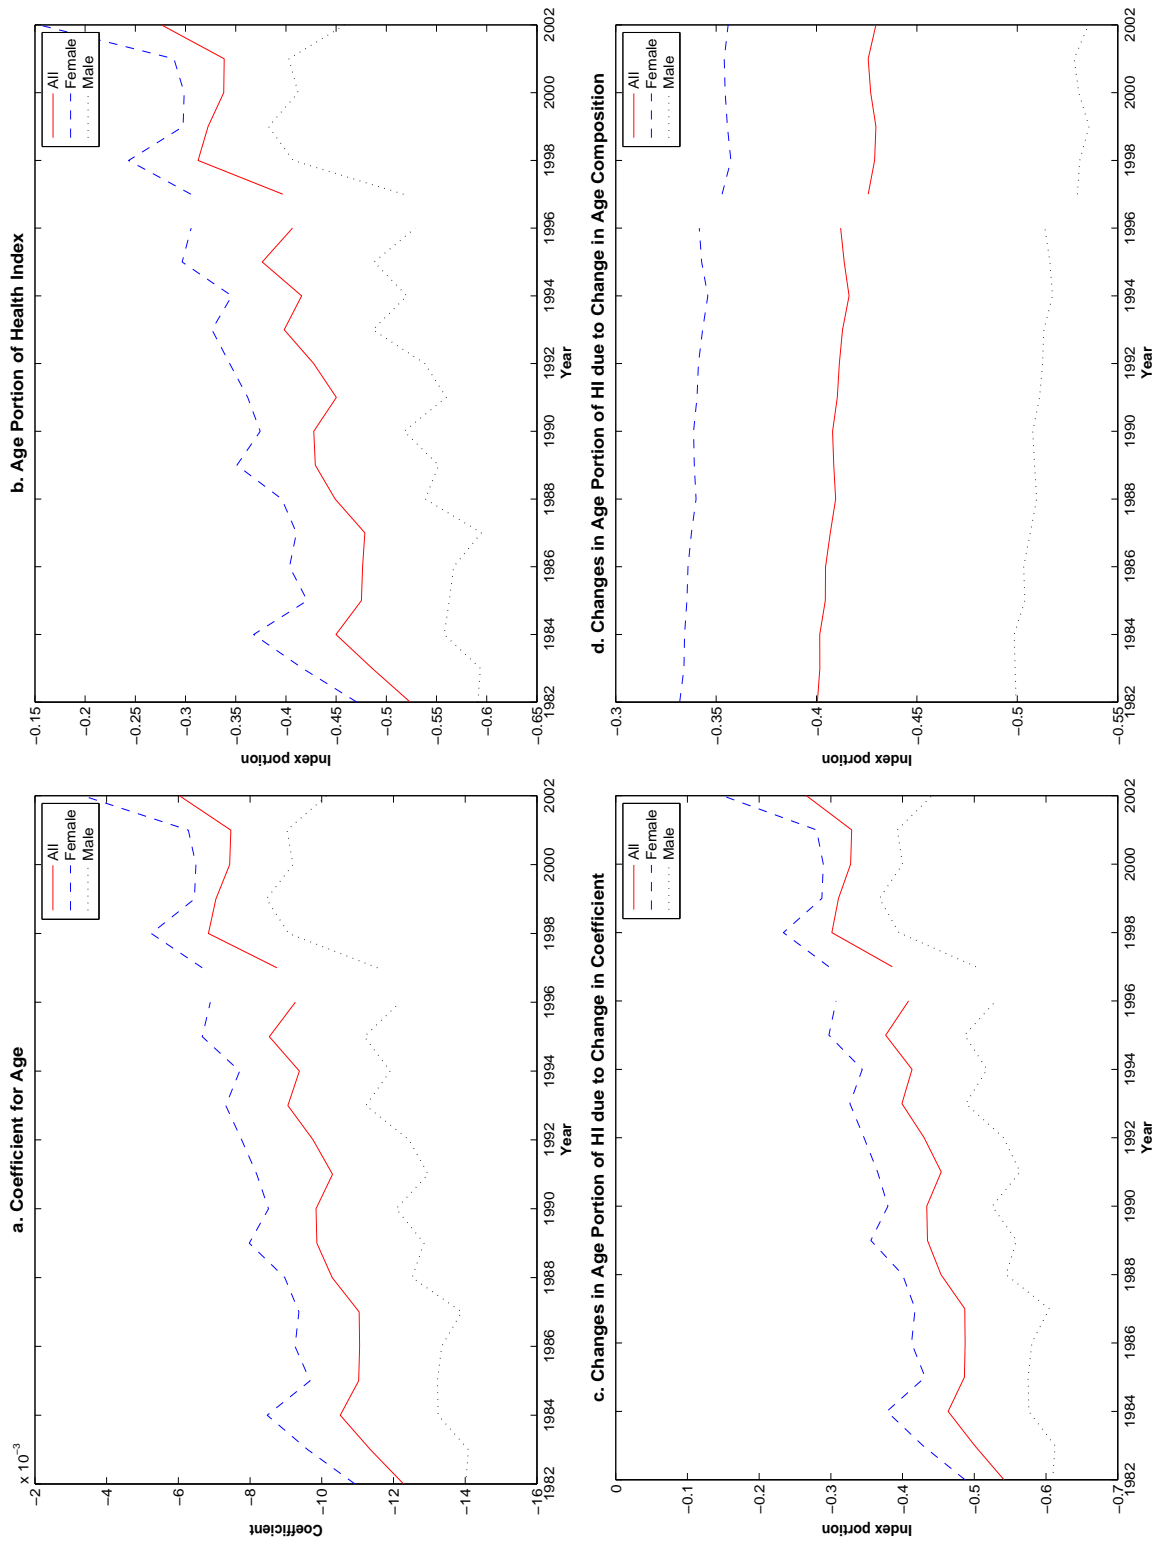 a. Coefficient for Age
x 10−3
−2
−4
−6
−8
−10
−12
−14
−16
Coefficient
1982 1984 1986 1988 1990 1992 1994 1996 1998 2000 2002
Year
All
Female
Male
b. Age Portion of Health Index
−0.15
−0.2
−0.25
−0.3
−0.35
−0.4
−0.45
−0.5
−0.55
−0.6
−0.65
Index portion
1982 1984 1986 1988 1990 1992 1994 1996 1998 2000 2002
Year
All
Female
Male
c. Changes in Age Portion of HI due to Change in Coefficient
0
−0.1
−0.2
−0.3
−0.4
−0.5
−0.6
−0.7
Index portion
1982 1984 1986 1988 1990 1992 1994 1996 1998 2000 2002
Year
All
Female
Male
d. Changes in Age Portion of HI due to Change in Age Composition
−0.3
−0.35
−0.4
−0.45
−0.5
−0.55
Index portion
1982 1984 1986 1988 1990 1992 1994 1996 1998 2000 2002
Year
All
Female
Male